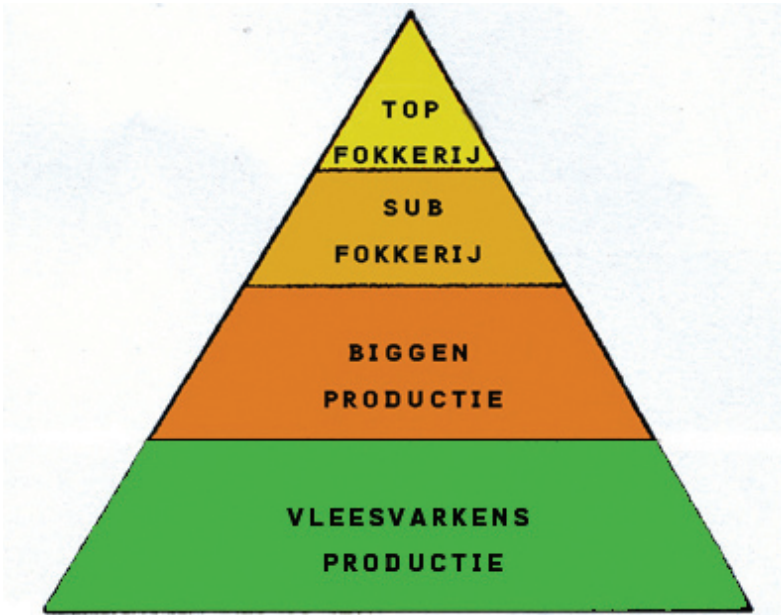 TOP
FOKKERIJ
SUB
FOKKERIJ
BIGGEN
PRODUCTIE
VLEESVARKENS
PRODUCTIE